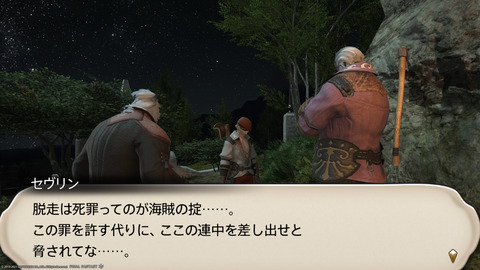 セヴリン
脱走は死罪ってのが海賊の掟……。
この罪を許す代りに、ここの連中を差し出せと
脅されてな……。